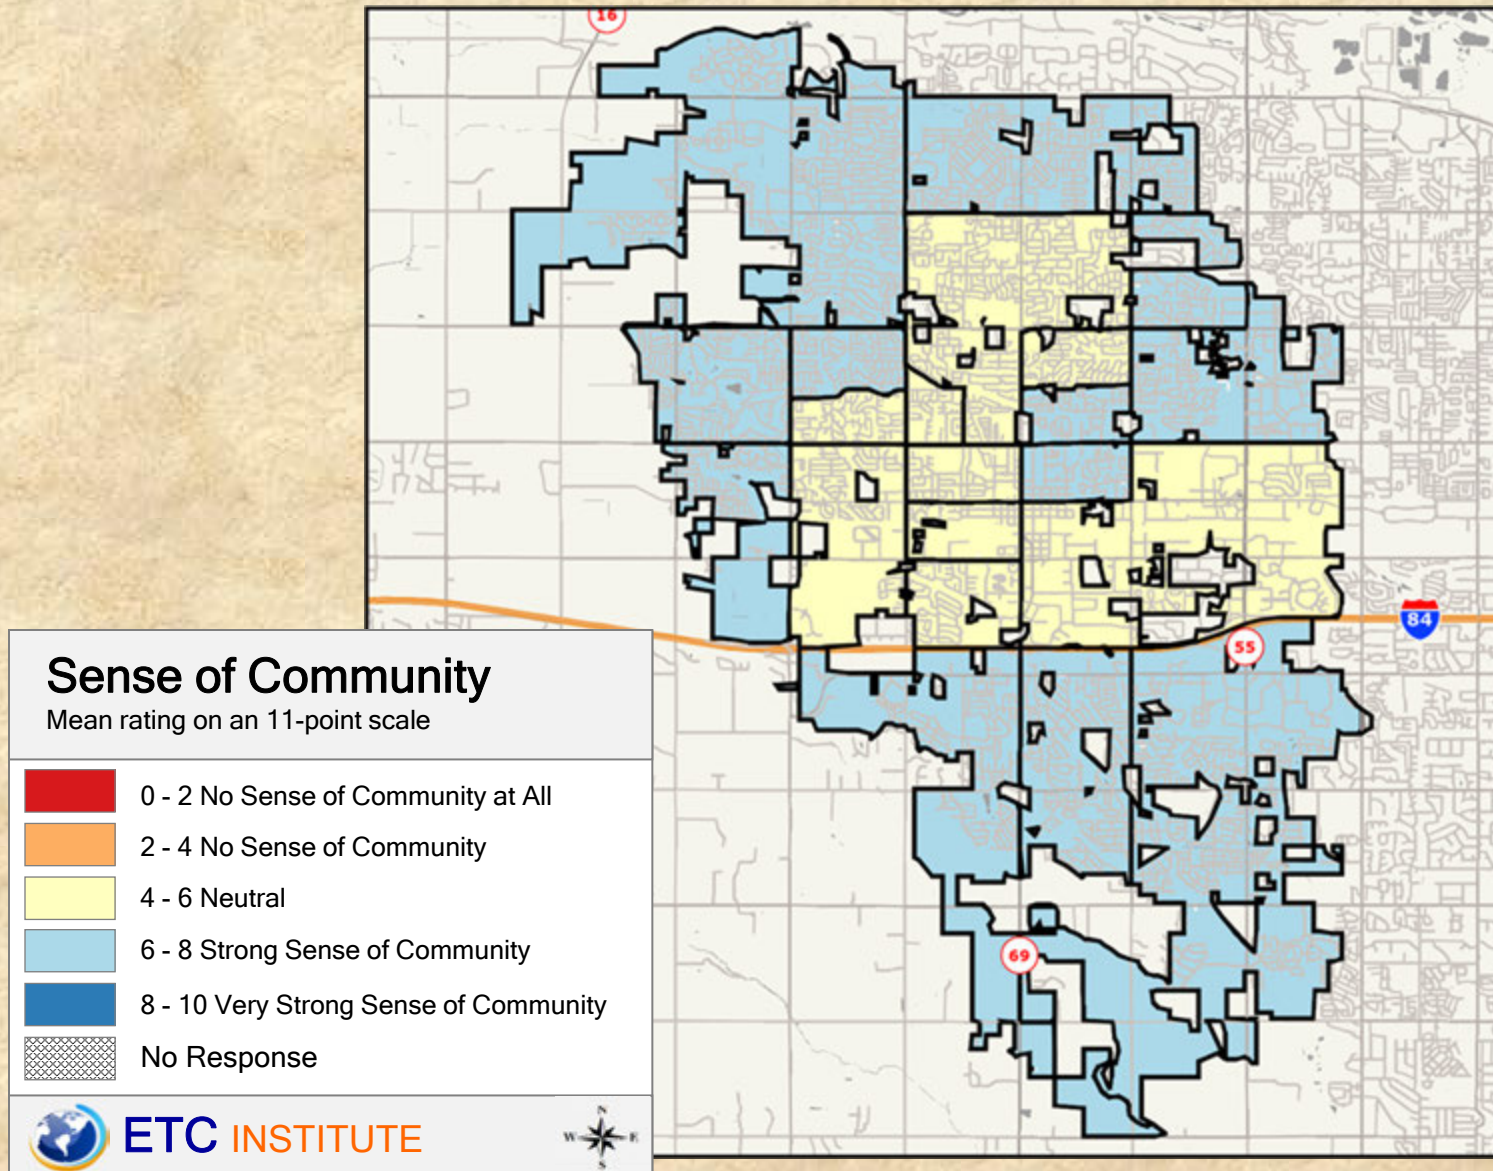 16
84
55
69
Sense of Community
Mean rating on an 11-point scale
0 - 2 No Sense of Community at All
2 - 4 No Sense of Community
4 - 6 Neutral
6 - 8 Strong Sense of Community
8 - 10 Very Strong Sense of Community
No Response
ETC INSTITUTE
N
W E
S